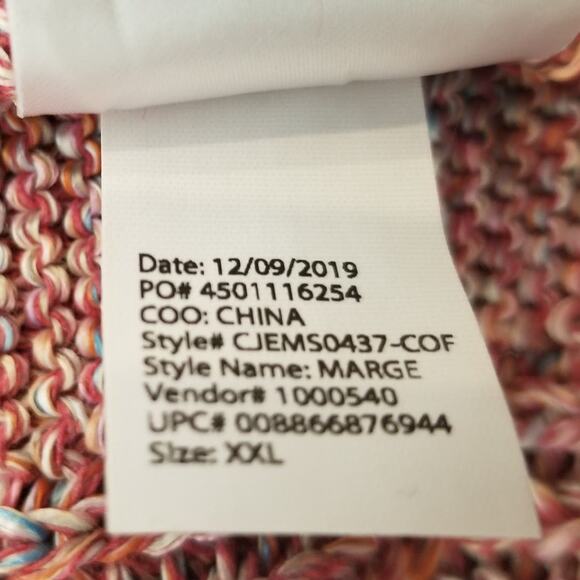 Date: 12/09/2019
PO# 4501116254
COO: CHINA
Style# CJEMS0437-COF
Style Name: MARGE
Vendor# 1000540
UPC# 008866876944
Size: XXL